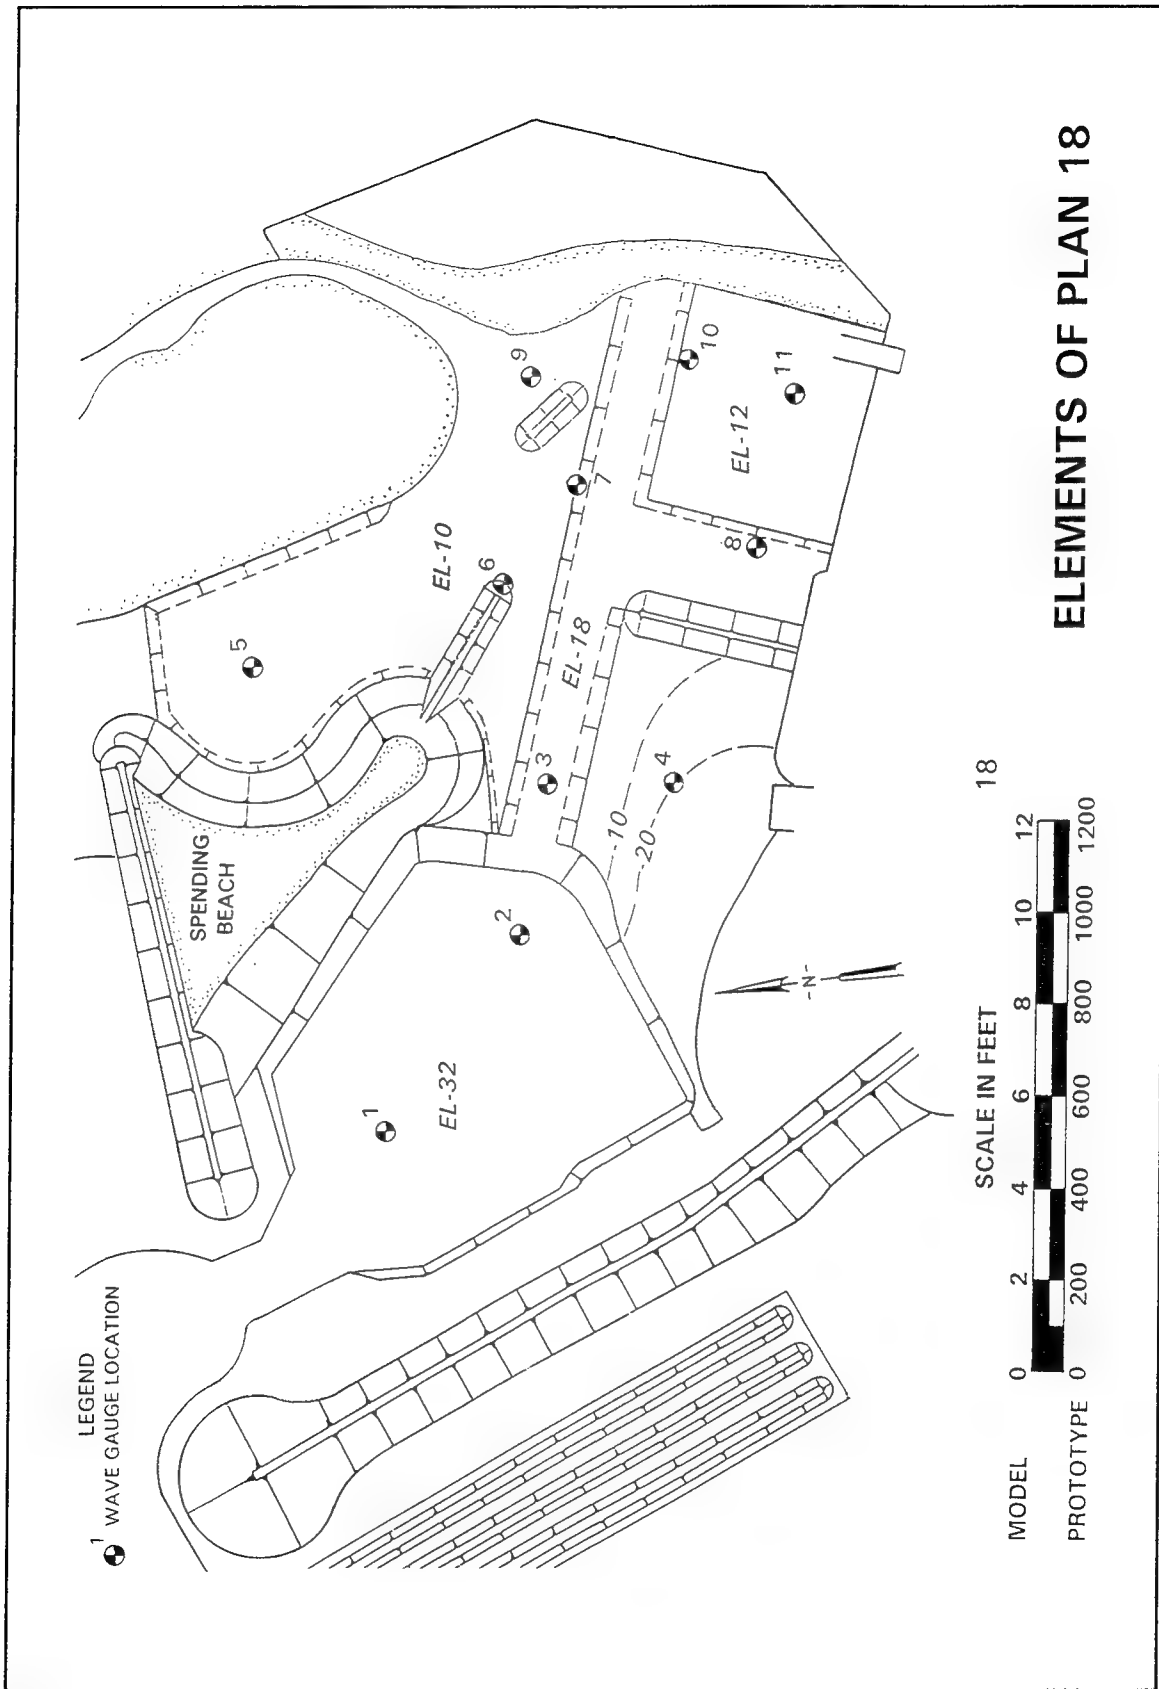 LEGEND
1 WAVE GAUGE LOCATION
SPENDING
BEACH
5
9
6
EL-10
7
10
11
EL-12
8
EL-18
3
4
-10
-20
2
1
EL-32
-N-
18
SCALE IN FEET
MODEL 0 2 4 6 8 10 12
PROTOTYPE 0 200 400 600 800 1000 1200
ELEMENTS OF PLAN 18